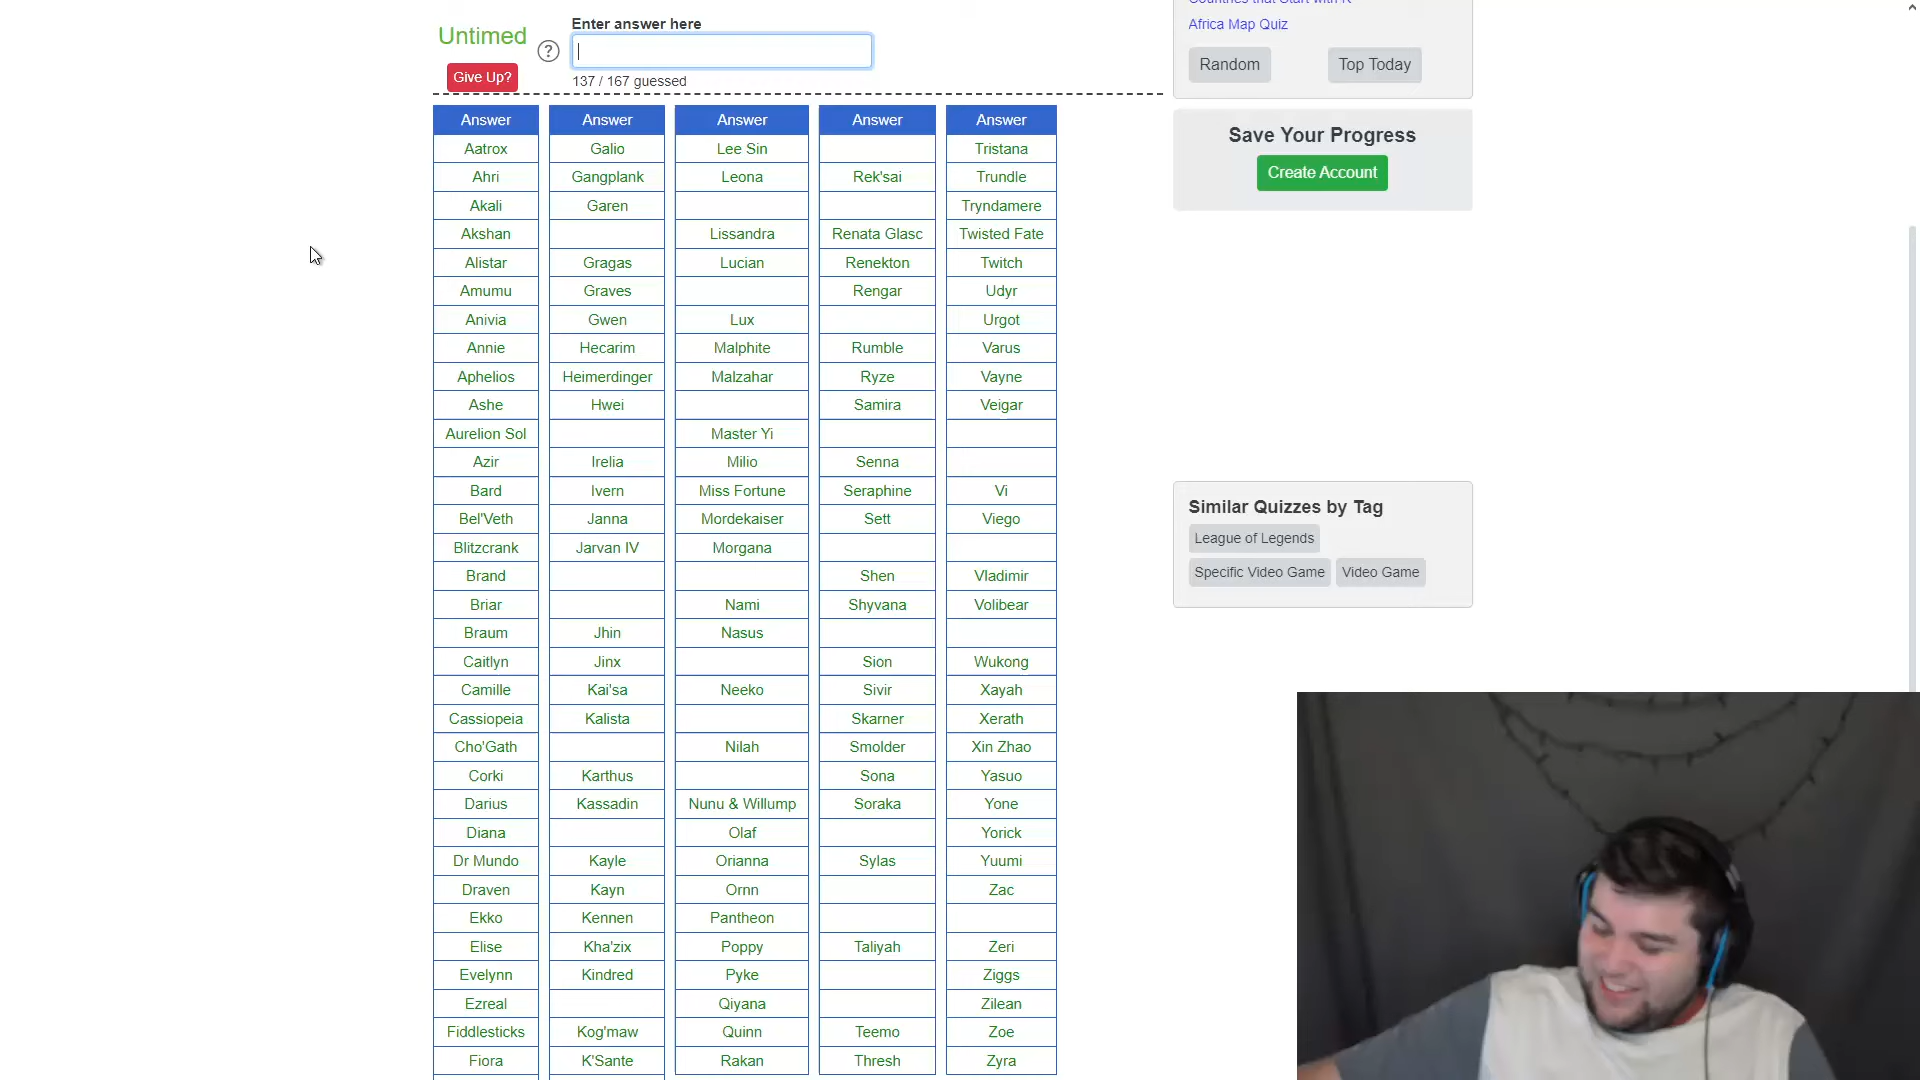 Untimed
?
Enter answer here
137 / 167 guessed
Give Up?
Answer Answer Answer Answer Answer
Aatrox Galio Lee Sin Tristana
Ahri Gangplank Leona Rek'sai Trundle
Akali Garen Tryndamere
Akshan Lissandra Renata Glasc Twisted Fate
Alistar Gragas Lucian Renekton Twitch
Amumu Graves Rengar Udyr
Anivia Gwen Lux Urgot
Annie Hecarim Malphite Rumble Varus
Aphelios Heimerdinger Malzahar Ryze Vayne
Ashe Hwei Samira Veigar
Aurelion Sol Master Yi
Azir Irelia Milio Senna
Bard Ivern Miss Fortune Seraphine Vi
Bel'Veth Janna Mordekaiser Sett Viego
Blitzcrank Jarvan IV Morgana
Brand Shen Vladimir
Briar Nami Shyvana Volibear
Braum Jhin Nasus
Caitlyn Jinx Sion Wukong
Camille Kai'sa Neeko Sivir Xayah
Cassiopeia Kalista Skarner Xerath
Cho'Gath Nilah Smolder Xin Zhao
Corki Karthus Sona Yasuo
Darius Kassadin Nunu & Willump Soraka Yone
Diana Olaf Yorick
Dr Mundo Kayle Orianna Sylas Yuumi
Draven Kayn Ornn Zac
Ekko Kennen Pantheon
Elise Kha'zix Poppy Taliyah Zeri
Evelynn Kindred Pyke Ziggs
Ezreal Qiyana Zilean
Fiddlesticks Kog'maw Quinn Teemo Zoe
Fiora K'Sante Rakan Thresh Zyra
Countries that Start with R
Africa Map Quiz
Random Top Today
Save Your Progress
Create Account
Similar Quizzes by Tag
League of Legends
Specific Video Game Video Game